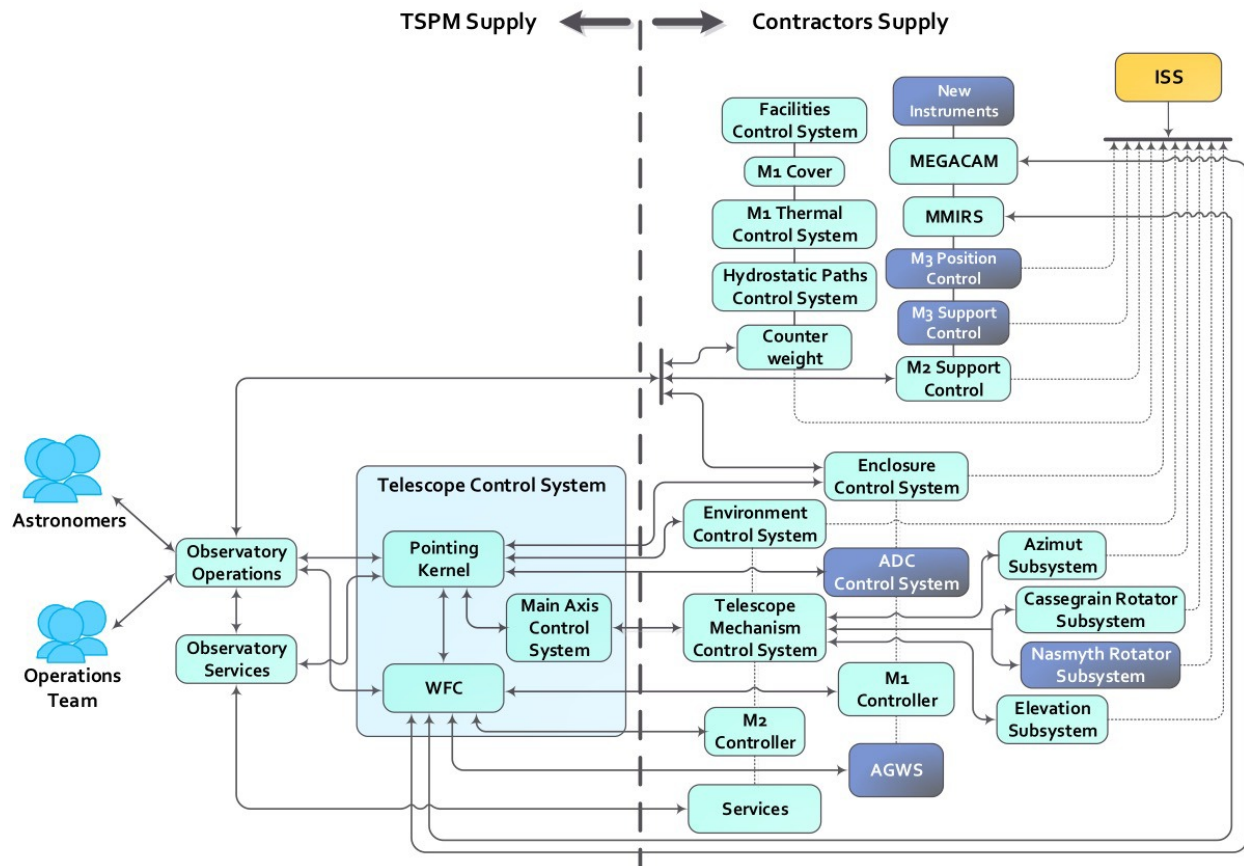 TSPM Supply
Contractors Supply
ISS
New
Instruments
Facilities
Control System
MEGACAM
M1 Cover
M1 Thermal
Control System
MMIRS
M3 Position
Control
Hydrostatic Paths
Control System
M3 Support
Control
Counter
weight
M2 Support
Control
Astronomers
Operations
Team
Observatory
Operations
Observatory
Services
Telescope Control System
Pointing
Kernel
Main Axis
Control
System
WFC
Enclosure
Control System
Environment
Control System
ADC
Control System
Telescope
Mechanism
Control System
Azimut
Subsystem
Cassegrain Rotator
Subsystem
Nasmyth Rotator
Subsystem
Elevation
Subsystem
M1
Controller
M2
Controller
AGWS
Services